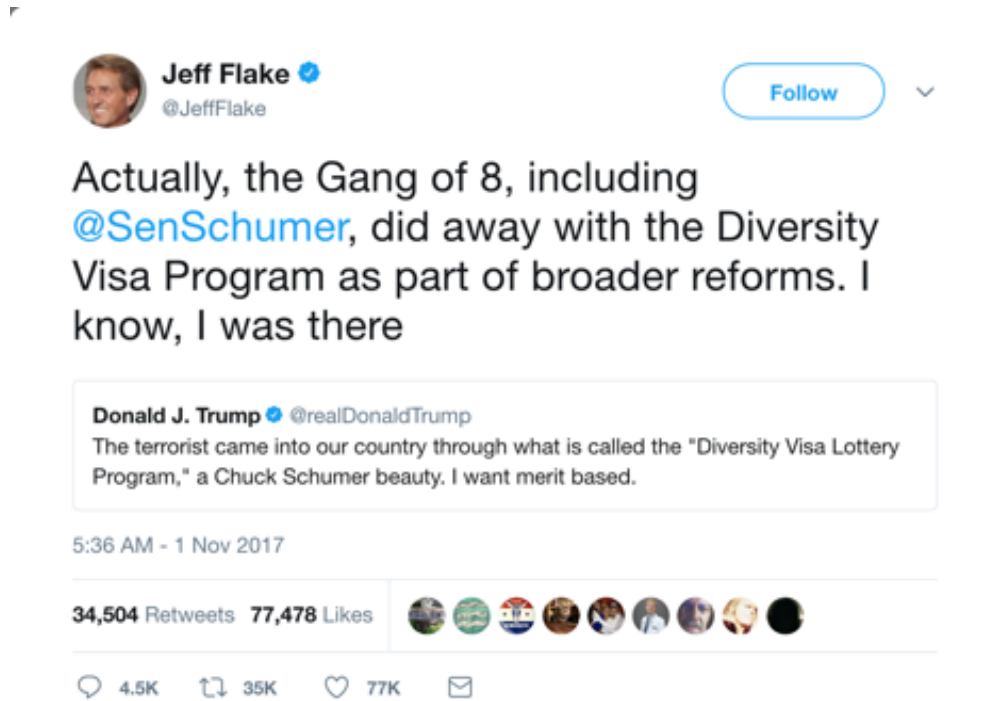 Jeff Flake
@JeffFlake
Follow
Actually, the Gang of 8, including
@SenSchumer, did away with the Diversity
Visa Program as part of broader reforms. I
know, I was there
Donald J. Trump @realDonaldTrump
The terrorist came into our country through what is called the "Diversity Visa Lottery
Program," a Chuck Schumer beauty. I want merit based.
5:36 AM - 1 Nov 2017
34,504 Retweets 77,478 Likes
4.5K 35K 77K